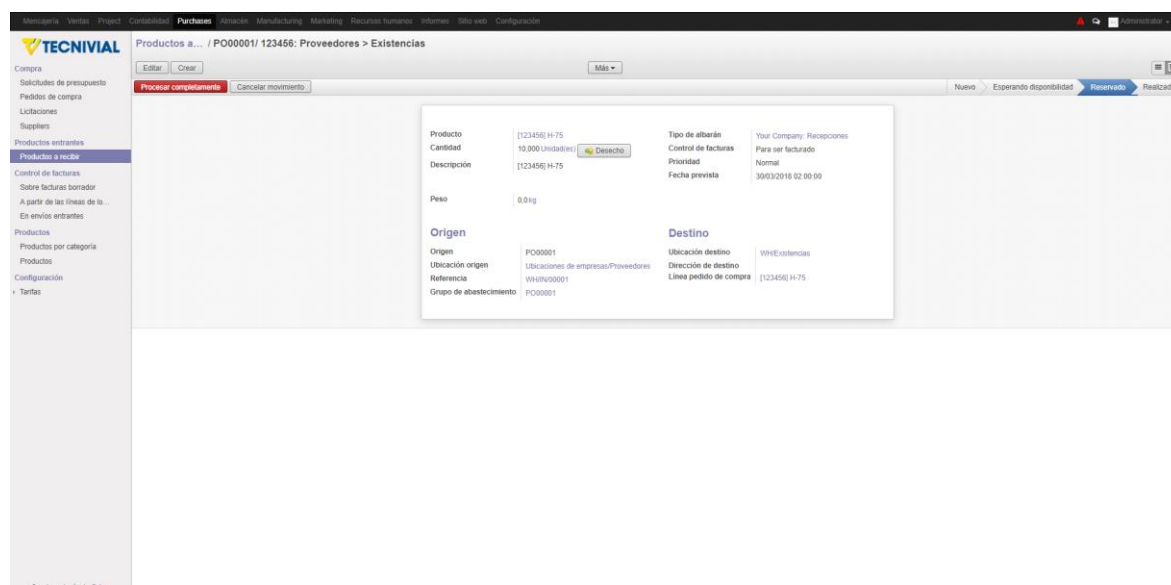 Mensajería Ventas Project Contabilidad Purchases Almacén Manufacturing Marketing Recursos humanos Informes Sitio web Configuración Administrator
TECNIVIAL
Productos a... / PO00001/ 123456: Proveedores > Existencias
Editar Crear Más
Procesar completamente Cancelar movimiento Nuevo Esperando disponibilidad Reservado Realizad
Compra
Solicitudes de presupuesto
Pedidos de compra
Licitaciones
Suppliers
Productos entrantes
Productos a recibir
Control de facturas
Sobre facturas borrador
A partir de las líneas de lo...
En envíos entrantes
Productos
Productos por categoría
Productos
Configuración
Tarifas
Producto [123456] H-75
Cantidad 10,000 Unidad(es) Desecho
Descripción [123456] H-75
Peso 0,0 kg
Tipo de albarán Your Company: Recepciones
Control de facturas Para ser facturado
Prioridad Normal
Fecha prevista 30/03/2018 02:00:00
Origen
Origen PO00001
Ubicación origen Ubicaciones de empresas/Proveedores
Referencia WH/IN/00001
Grupo de abastecimiento PO00001
Destino
Ubicación destino WH/Existencias
Dirección de destino
Línea pedido de compra [123456] H-75